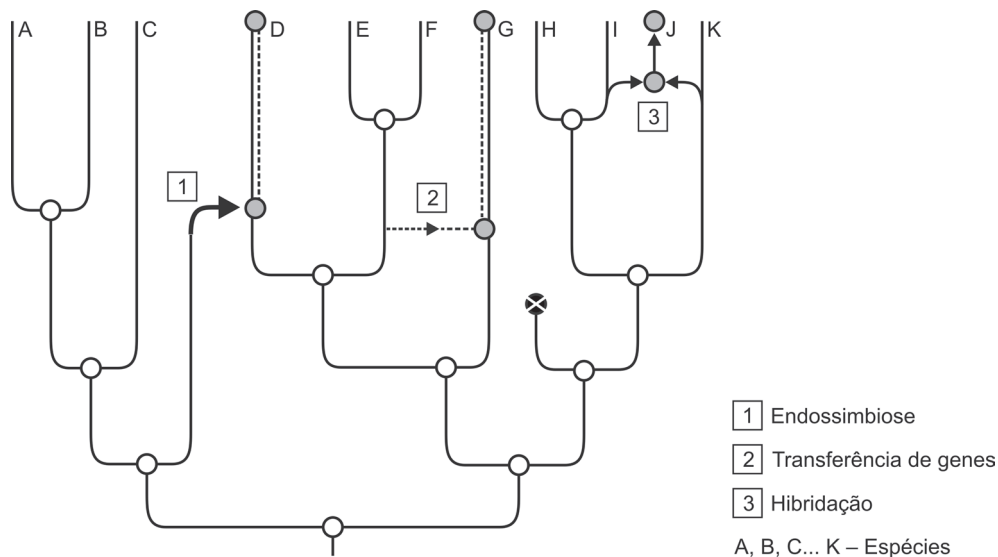 A B C D E F G H I J K
3
1
2
1 Endossimbiose
2 Transferência de genes
3 Hibridação
A, B, C... K – Espécies